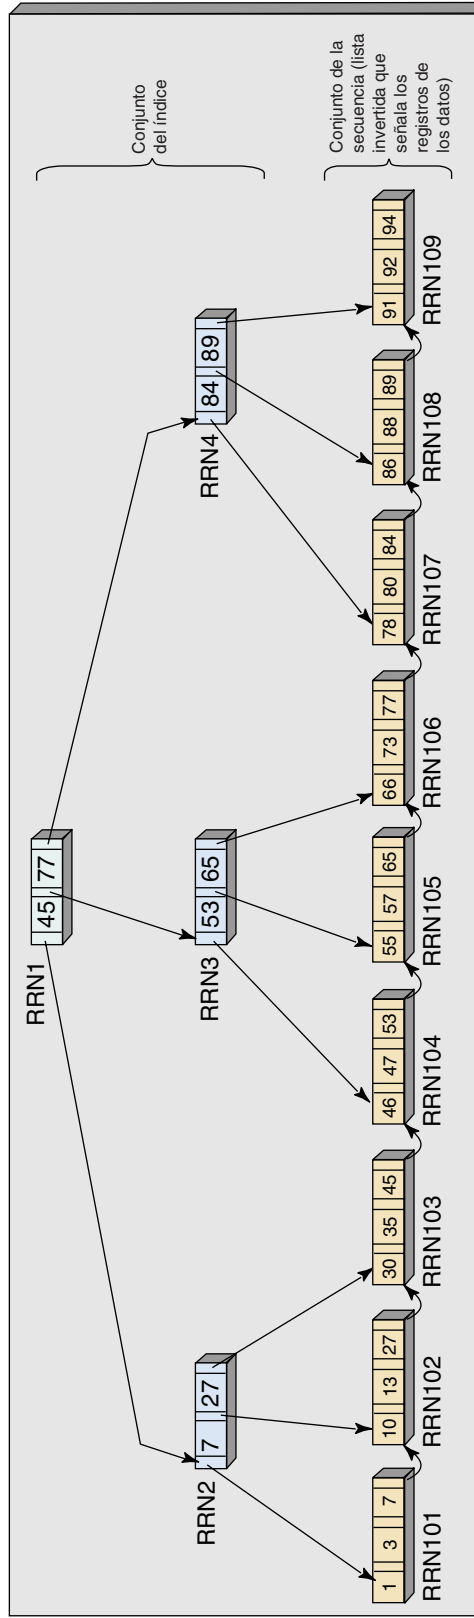 RRN1
45 77
Conjunto
del índice
RRN2
7 27
RRN3
53 65
RRN4
84 89
Conjunto de la
secuencia (lista
invertida que
señala los
registros de
los datos)
1 3 7
10 13 27
30 35 45
46 47 53
55 57 65
66 73 77
78 80 84
86 88 89
91 92 94
RRN101
RRN102
RRN103
RRN104
RRN105
RRN106
RRN107
RRN108
RRN109